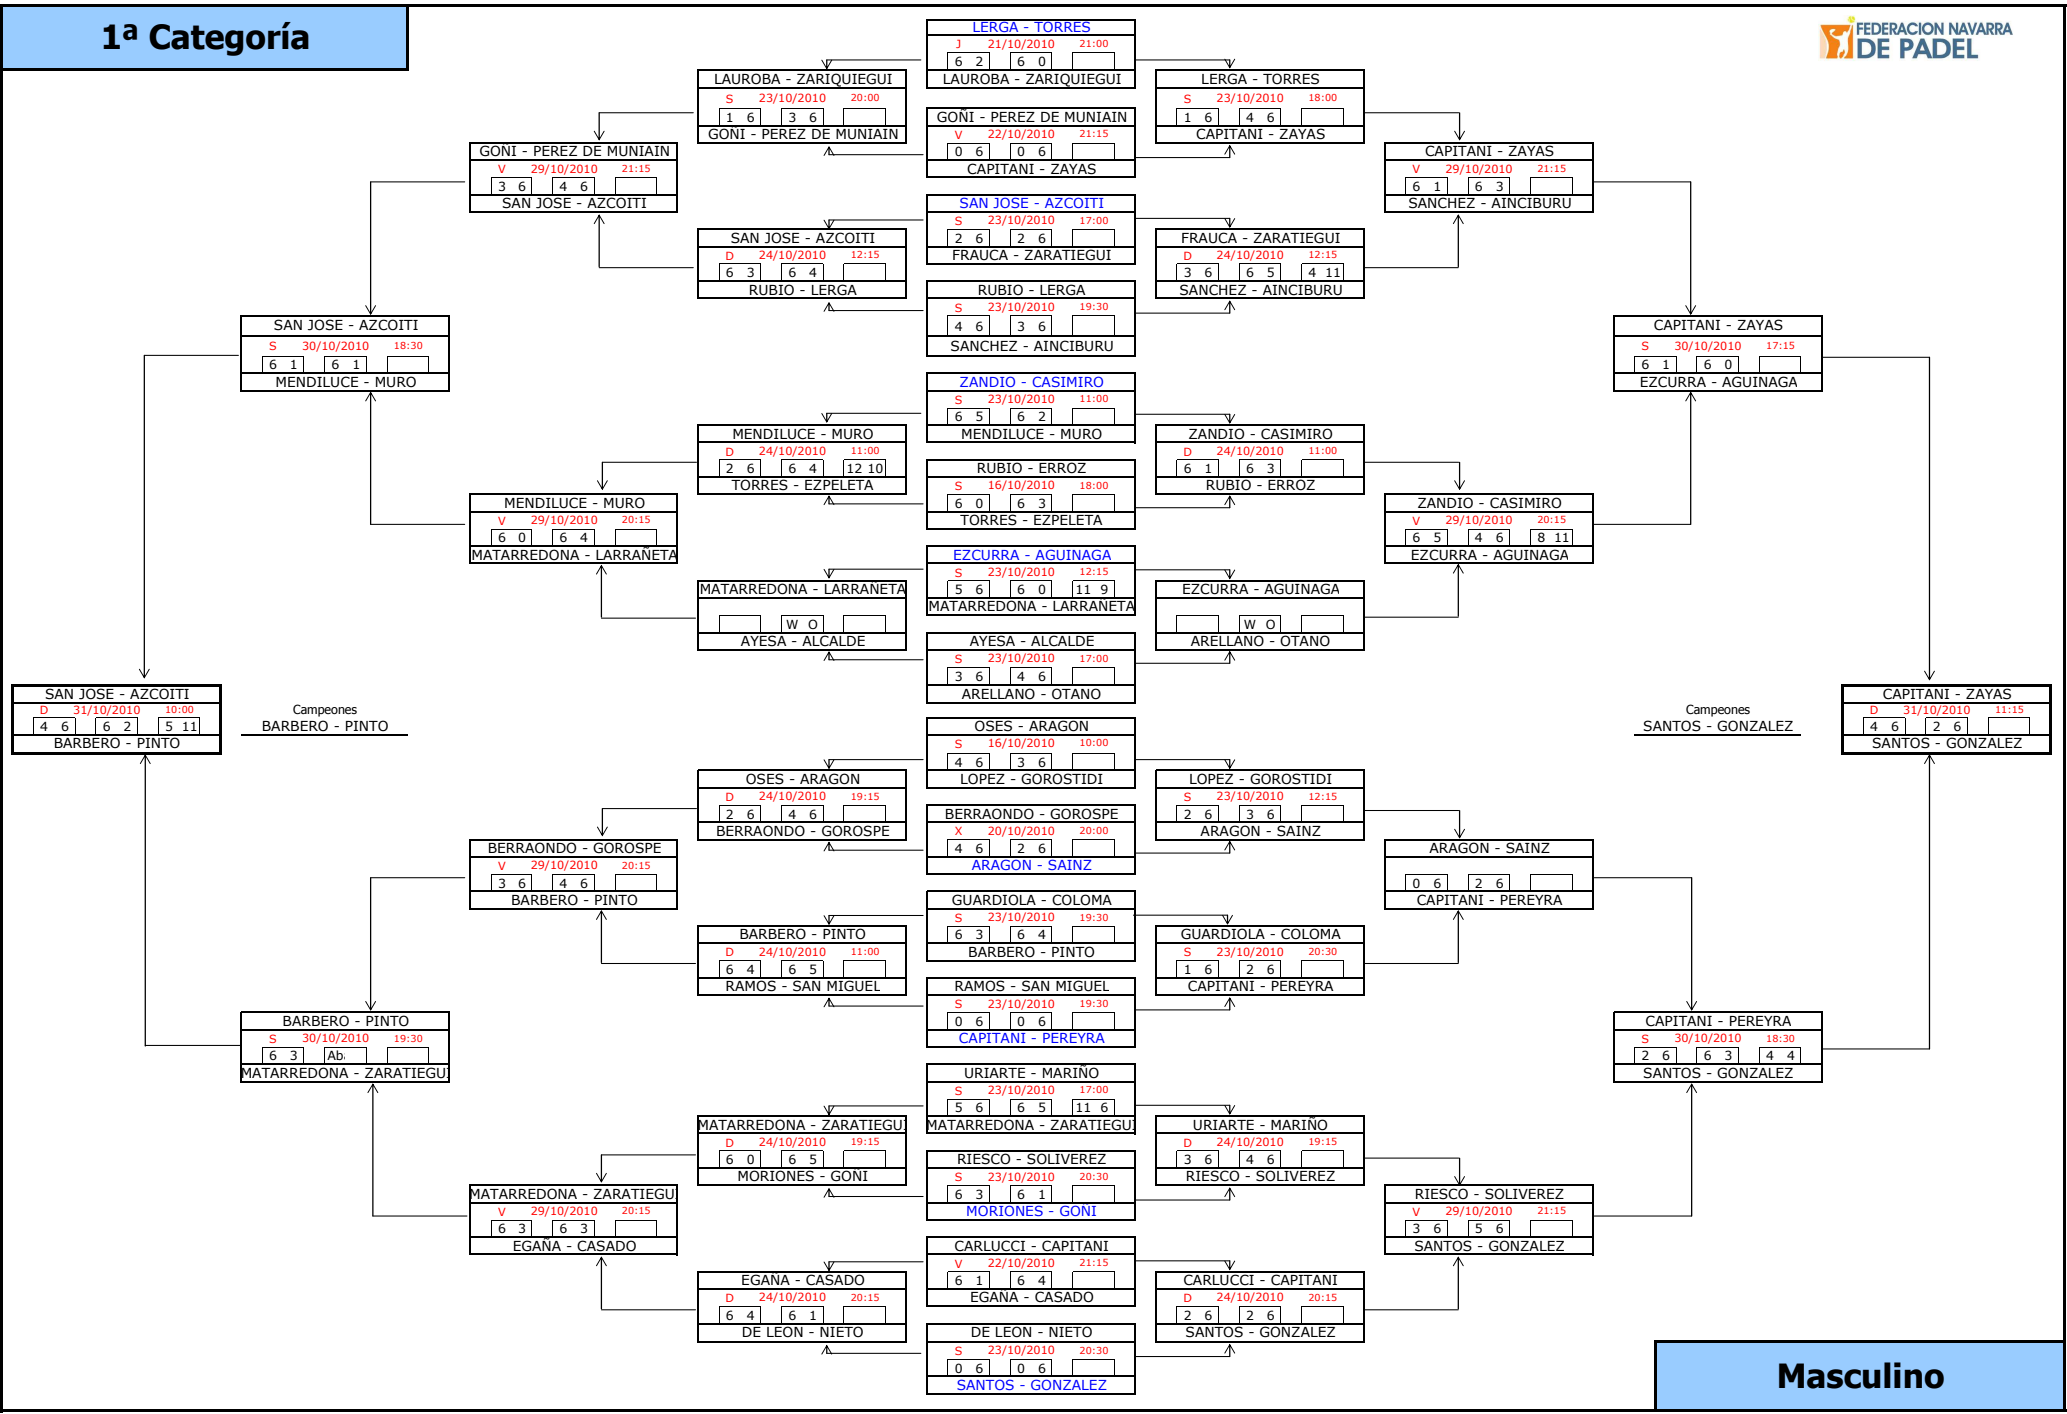 1ª Categoría
FEDERACION NAVARRA
DE PADEL
LERGA - TORRES
J 21/10/2010 21:00
6 2 6 0
LAUROBA - ZARIQUIEGUI
GOÑI - PEREZ DE MUNIAIN
V 22/10/2010 21:15
0 6 0 6
CAPITANI - ZAYAS
SAN JOSE - AZCOITI
S 23/10/2010 17:00
2 6 2 6
FRAUCA - ZARATIEGUI
RUBIO - LERGA
S 23/10/2010 19:30
4 6 3 6
SANCHEZ - AINCIBURU
ZANDIO - CASIMIRO
S 23/10/2010 11:00
6 5 6 2
MENDILUCE - MURO
RUBIO - ERROZ
S 16/10/2010 18:00
6 0 6 3
TORRES - EZPELETA
EZCURRA - AGUINAGA
S 23/10/2010 12:15
5 6 6 0 11 9
MATARREDONA - LARRAÑETA
AYESA - ALCALDE
S 23/10/2010 17:00
3 6 4 6
ARELLANO - OTANO
OSES - ARAGON
S 16/10/2010 10:00
4 6 3 6
LOPEZ - GOROSTIDI
BERRAONDO - GOROSPE
X 20/10/2010 20:00
4 6 2 6
ARAGON - SAINZ
GUARDIOLA - COLOMA
S 23/10/2010 19:30
6 3 6 4
BARBERO - PINTO
RAMOS - SAN MIGUEL
S 23/10/2010 19:30
0 6 0 6
CAPITANI - PEREYRA
URIARTE - MARIÑO
S 23/10/2010 17:00
5 6 6 5 11 6
MATARREDONA - ZARATIEGUI
RIESCO - SOLIVEREZ
S 23/10/2010 20:30
6 3 6 1
MORIONES - GOÑI
CARLUCCI - CAPITANI
V 22/10/2010 21:15
6 1 6 4
EGAÑA - CASADO
DE LEON - NIETO
S 23/10/2010 20:30
0 6 0 6
SANTOS - GONZALEZ
LAUROBA - ZARIQUIEGUI
S 23/10/2010 20:00
1 6 3 6
GOÑI - PEREZ DE MUNIAIN
SAN JOSE - AZCOITI
D 24/10/2010 12:15
6 3 6 4
RUBIO - LERGA
MENDILUCE - MURO
D 24/10/2010 11:00
2 6 6 4 12 10
TORRES - EZPELETA
MATARREDONA - LARRAÑETA
W O
AYESA - ALCALDE
OSES - ARAGON
D 24/10/2010 19:15
2 6 4 6
BERRAONDO - GOROSPE
BARBERO - PINTO
D 24/10/2010 11:00
6 4 6 5
RAMOS - SAN MIGUEL
MATARREDONA - ZARATIEGUI
D 24/10/2010 19:15
6 0 6 5
MORIONES - GOÑI
EGAÑA - CASADO
D 24/10/2010 20:15
6 4 6 1
DE LEON - NIETO
GOÑI - PEREZ DE MUNIAIN
V 29/10/2010 21:15
3 6 4 6
SAN JOSE - AZCOITI
MENDILUCE - MURO
V 29/10/2010 20:15
6 0 6 4
MATARREDONA - LARRAÑETA
BERRAONDO - GOROSPE
V 29/10/2010 20:15
3 6 4 6
BARBERO - PINTO
MATARREDONA - ZARATIEGU
V 29/10/2010 20:15
6 3 6 3
EGAÑA - CASADO
SAN JOSE - AZCOITI
S 30/10/2010 18:30
6 1 6 1
MENDILUCE - MURO
BARBERO - PINTO
S 30/10/2010 19:30
6 3 Ab
MATARREDONA - ZARATIEGUI
SAN JOSE - AZCOITI
D 31/10/2010 10:00
4 6 6 2 5 11
BARBERO - PINTO
Campeones
BARBERO - PINTO
LERGA - TORRES
S 23/10/2010 18:00
1 6 4 6
CAPITANI - ZAYAS
FRAUCA - ZARATIEGUI
D 24/10/2010 12:15
3 6 6 5 4 11
SANCHEZ - AINCIBURU
ZANDIO - CASIMIRO
D 24/10/2010 11:00
6 1 6 3
RUBIO - ERROZ
EZCURRA - AGUINAGA
W O
ARELLANO - OTANO
LOPEZ - GOROSTIDI
S 23/10/2010 12:15
2 6 3 6
ARAGON - SAINZ
GUARDIOLA - COLOMA
S 23/10/2010 20:30
1 6 2 6
CAPITANI - PEREYRA
URIARTE - MARIÑO
D 24/10/2010 19:15
3 6 4 6
RIESCO - SOLIVEREZ
CARLUCCI - CAPITANI
D 24/10/2010 20:15
2 6 2 6
SANTOS - GONZALEZ
CAPITANI - ZAYAS
V 29/10/2010 21:15
6 1 6 3
SANCHEZ - AINCIBURU
ZANDIO - CASIMIRO
V 29/10/2010 20:15
6 5 4 6 8 11
EZCURRA - AGUINAGA
ARAGON - SAINZ
0 6 2 6
CAPITANI - PEREYRA
RIESCO - SOLIVEREZ
V 29/10/2010 21:15
3 6 5 6
SANTOS - GONZALEZ
CAPITANI - ZAYAS
S 30/10/2010 17:15
6 1 6 0
EZCURRA - AGUINAGA
CAPITANI - PEREYRA
S 30/10/2010 18:30
2 6 6 3 4 4
SANTOS - GONZALEZ
Campeones
SANTOS - GONZALEZ
CAPITANI - ZAYAS
D 31/10/2010 11:15
4 6 2 6
SANTOS - GONZALEZ
Masculino